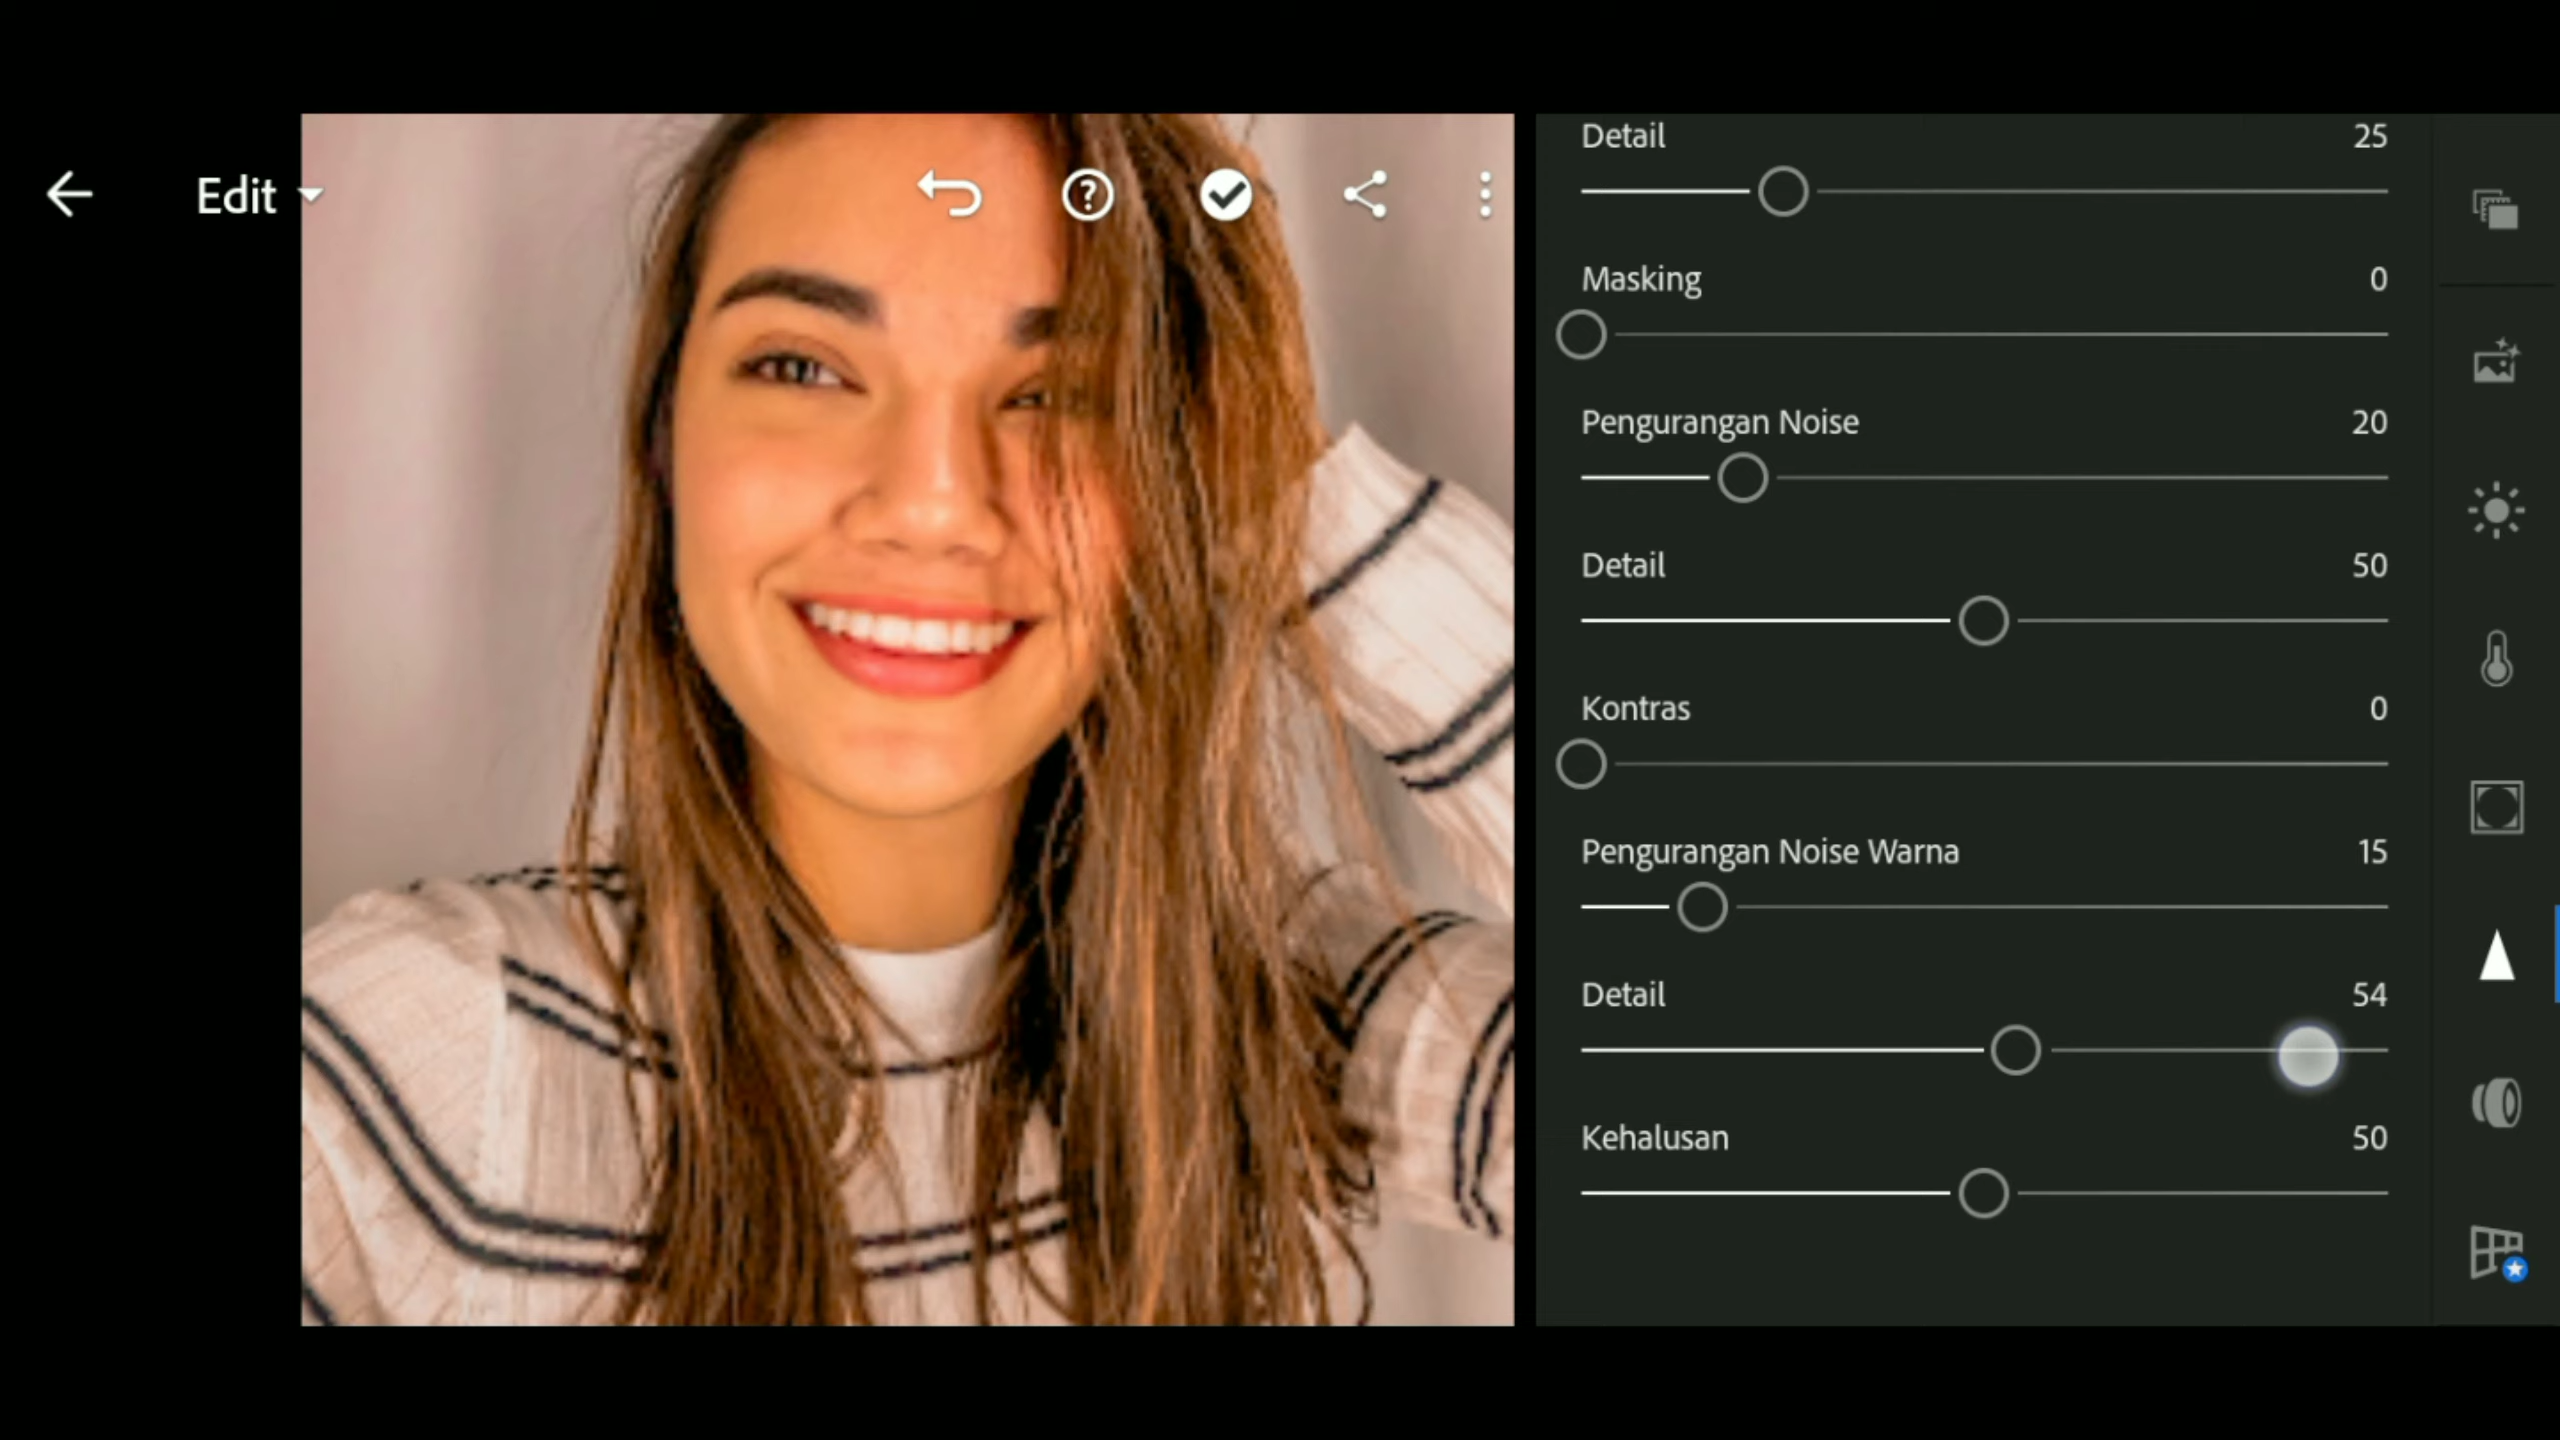 Edit
Detail 25
Masking 0
Pengurangan Noise 20
Detail 50
Kontras 0
Pengurangan Noise Warna 15
Detail 54
Kehalusan 50